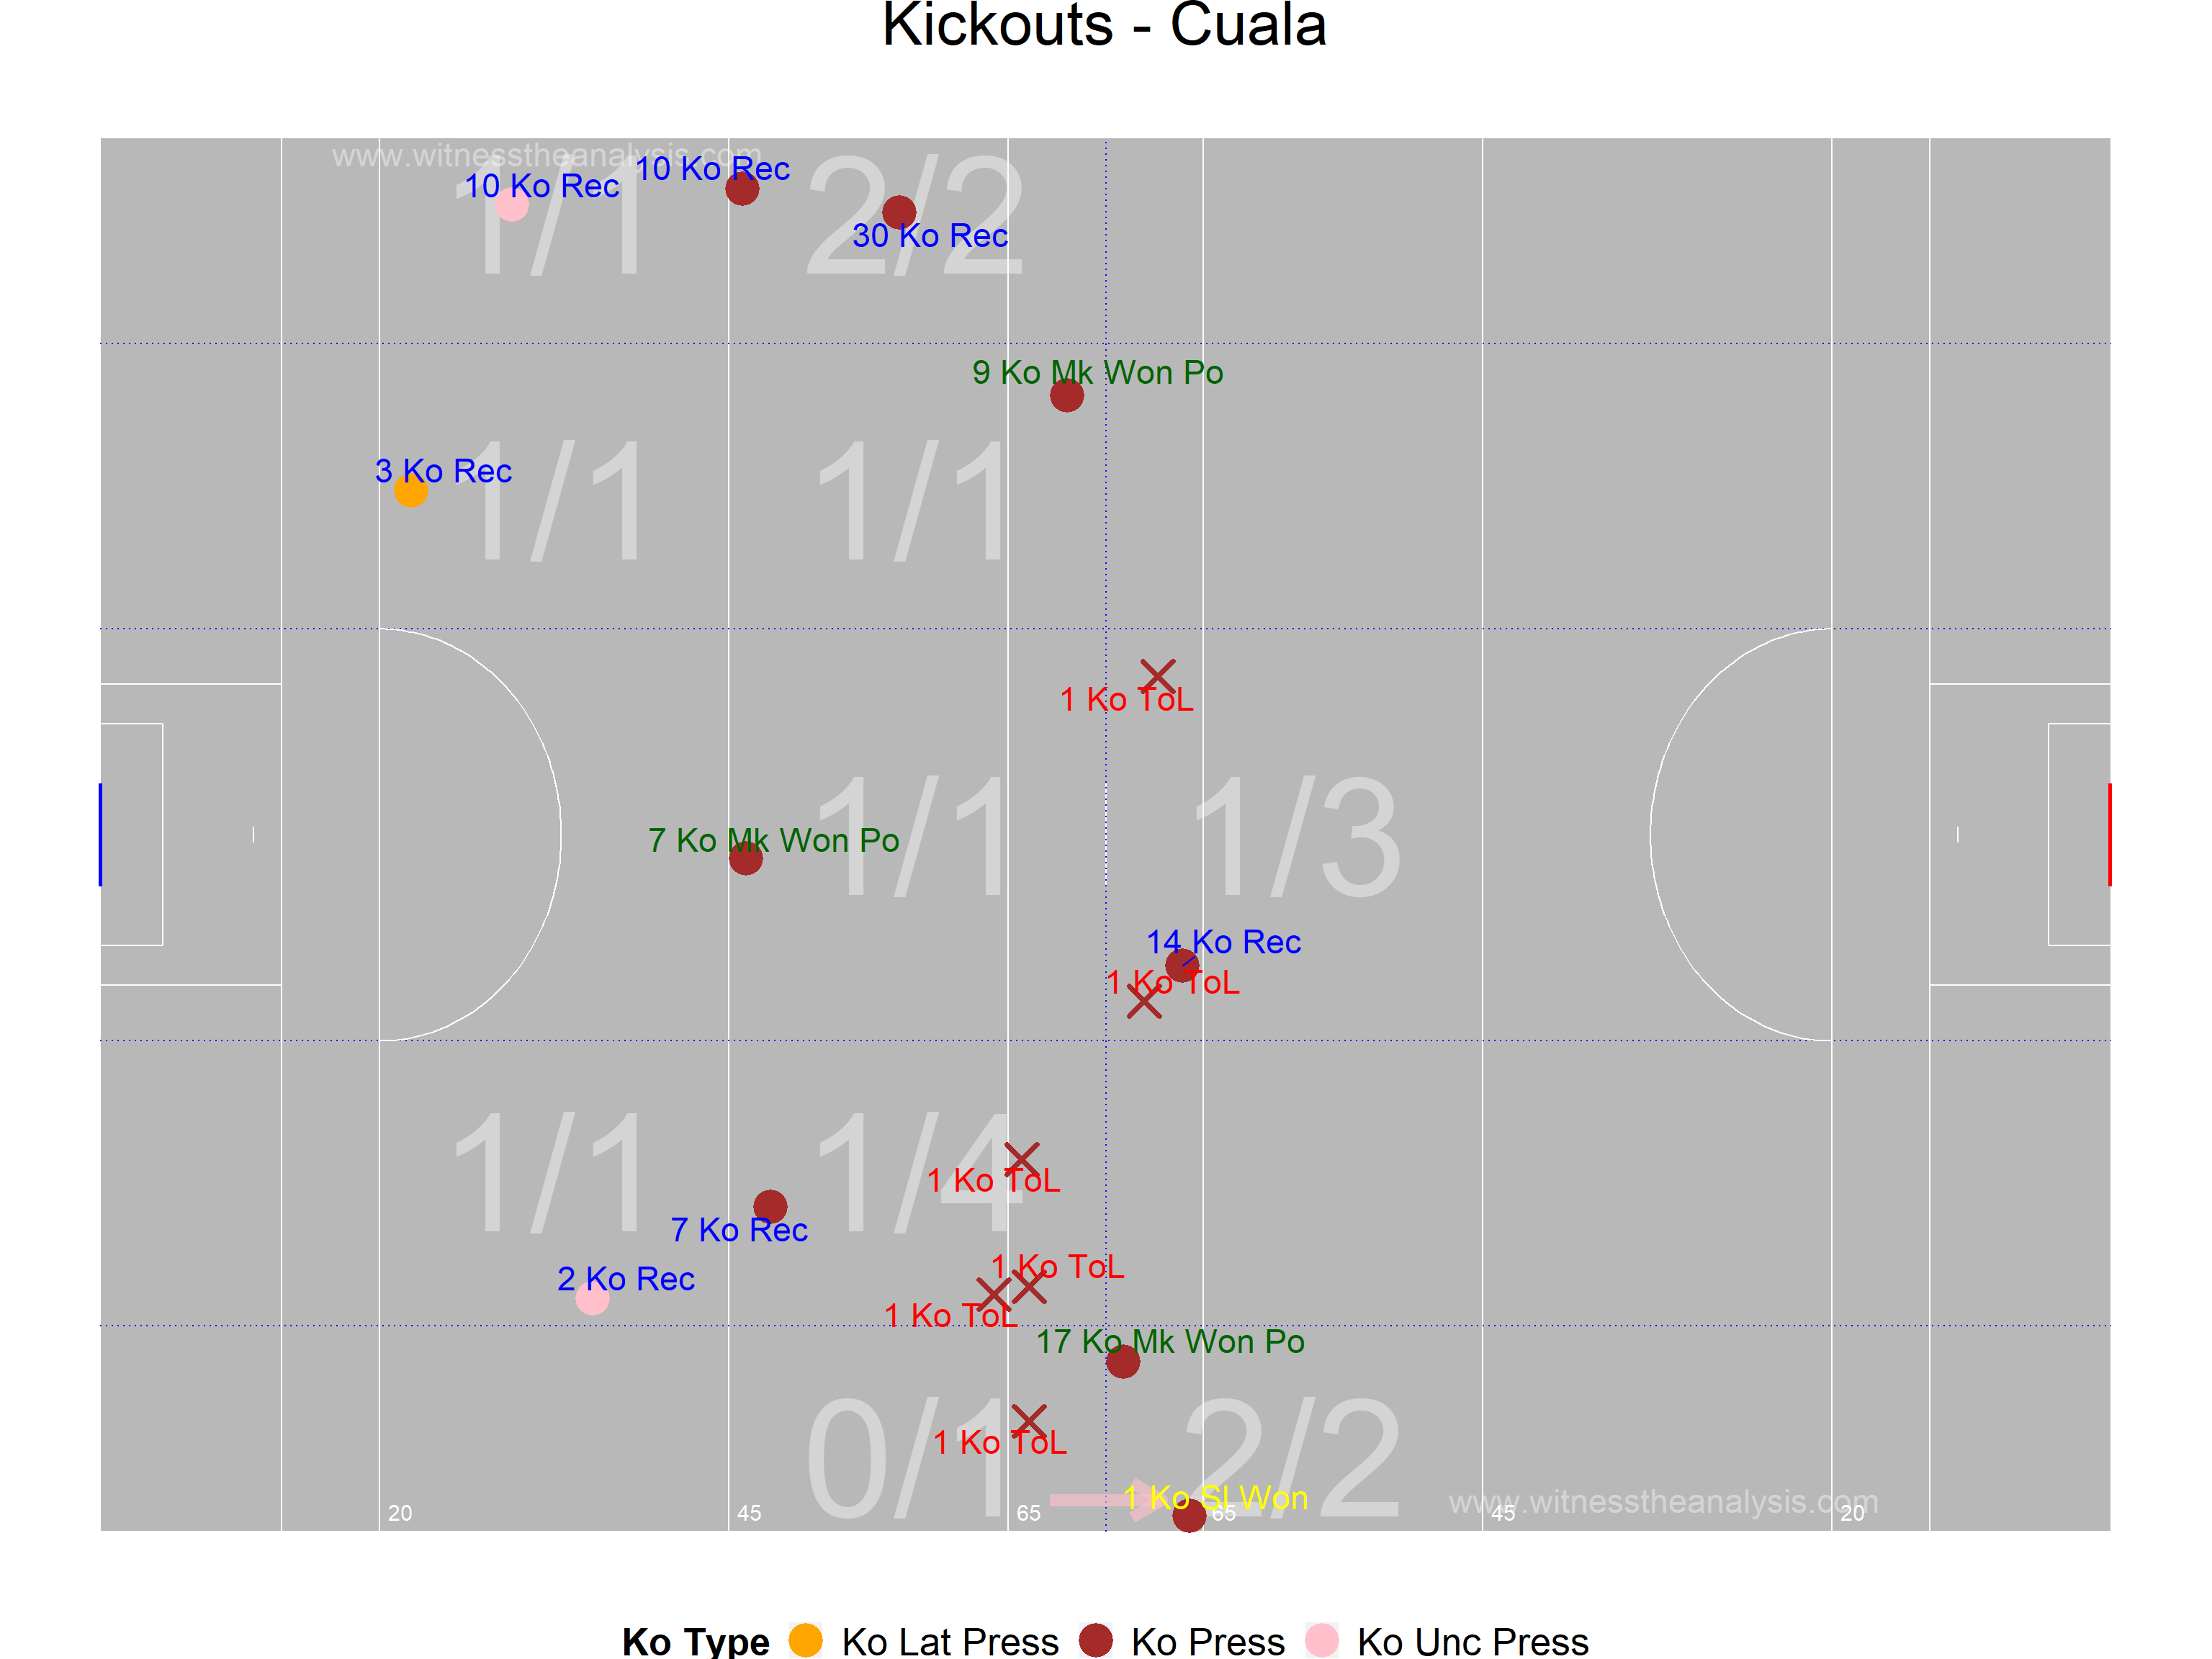 Kickouts - Cuala
www.witnesstheanalysis.com
10 Ko Rec
10 Ko Rec
1/1
2/2
30 Ko Rec
9 Ko Mk Won Po
3 Ko Rec
1/1
1/1
1 Ko ToL
7 Ko Mk Won Po
1/1
1/3
14 Ko Rec
1 Ko ToL
1/1
1/4
1 Ko ToL
7 Ko Rec
2 Ko Rec
1 Ko ToL
1 Ko ToL
17 Ko Mk Won Po
0/1
2/2
1 Ko ToL
1 Ko Sl Won
www.witnesstheanalysis.com
20 45 65 65 45 20
Ko Type Ko Lat Press Ko Press Ko Unc Press